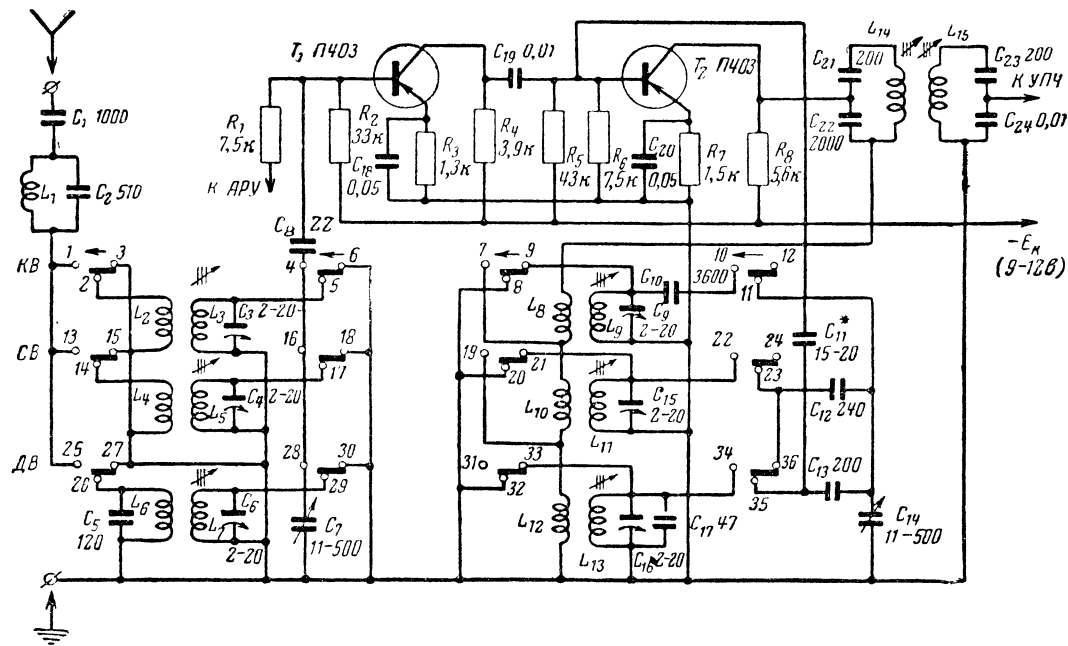 T₁ П403
C₁₉ 0,01
T₂ П403
L₁₄
L₁₅
C₂₁ 200
C₂₃ 200
К УПЧ
C₁ 1000
R₁ 7,5к
R₂ 33к
C₁₈ 0,05
R₃ 1,3к
R₄ 3,9к
R₅ 43к
R₆ 7,5к
C₂₀ 0,05
R₇ 1,5к
R₈ 5,6к
C₂₂ 2000
C₂₄ 0,01
L₁
C₂ 510
К АРУ
C₈ 22
−Eк
(9−12в)
КВ
1
3
2
4
6
5
7
9
8
C₁₀ 3600
10
12
11
L₂
L₃
C₃ 2-20
L₈
L₉
C₉ 2-20
C₁₁*
15-20
СВ
13
15
14
16
18
17
19
21
20
22
24
23
L₄
L₅
C₄ 2-20
L₁₀
L₁₁
C₁₅ 2-20
C₁₂ 240
ДВ
25
27
26
28
30
29
31
33
32
34
36
35
C₁₃ 200
C₅ 120
L₆
L₇
C₆ 2-20
C₇ 11-500
L₁₂
L₁₃
C₁₆ 2-20
C₁₇ 47
C₁₄ 11-500